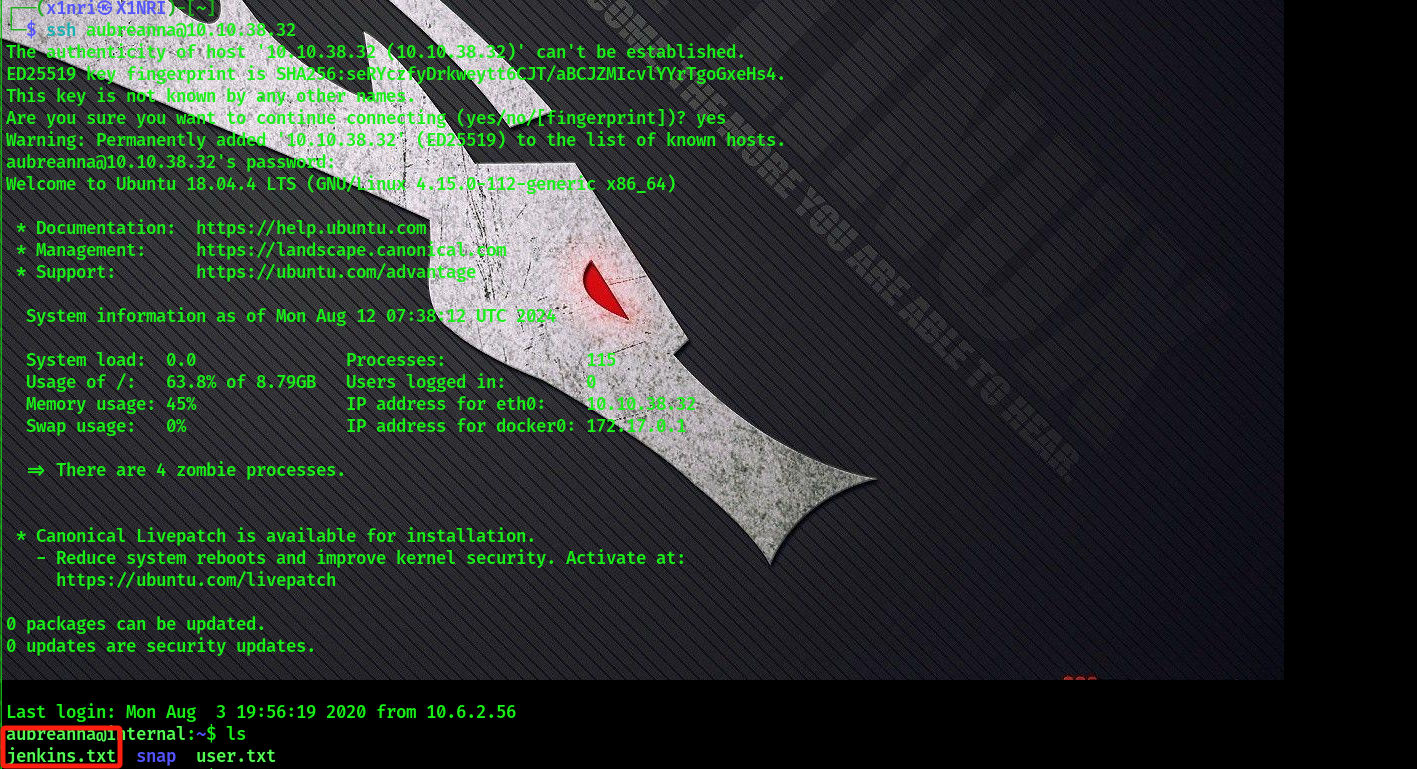 (x1nri㉿X1NRI)-[~]
$ ssh aubreanna@10.10.38.32
The authenticity of host '10.10.38.32 (10.10.38.32)' can't be established.
ED25519 key fingerprint is SHA256:seRYczfyDrkweytt6CJT/aBCJZMIcvlYYrTgoGxeHs4.
This key is not known by any other names.
Are you sure you want to continue connecting (yes/no/[fingerprint])? yes
Warning: Permanently added '10.10.38.32' (ED25519) to the list of known hosts.
aubreanna@10.10.38.32's password:
Welcome to Ubuntu 18.04.4 LTS (GNU/Linux 4.15.0-112-generic x86_64)
* Documentation:  https://help.ubuntu.com
* Management:     https://landscape.canonical.com
* Support:        https://ubuntu.com/advantage
System information as of Mon Aug 12 07:38:12 UTC 2024
System load:  0.0               Processes:              115
Usage of /:   63.8% of 8.79GB   Users logged in:        0
Memory usage: 45%               IP address for eth0:    10.10.38.32
Swap usage:   0%                IP address for docker0: 172.17.0.1
=> There are 4 zombie processes.
* Canonical Livepatch is available for installation.
- Reduce system reboots and improve kernel security. Activate at:
https://ubuntu.com/livepatch
0 packages can be updated.
0 updates are security updates.
Last login: Mon Aug  3 19:56:19 2020 from 10.6.2.56
aubreanna@internal:~$ ls
jenkins.txt  snap  user.txt
THE MORE YOU ARE ABLE TO HEAR